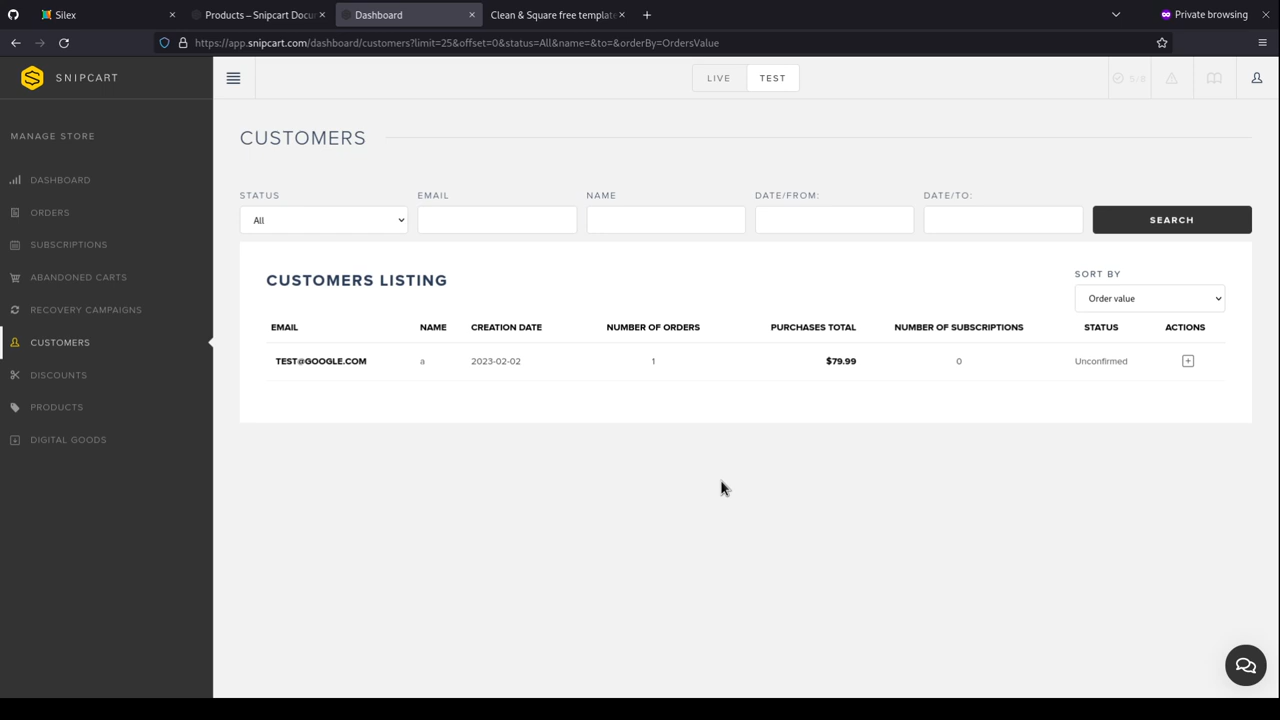 Silex
Products – Snipcart Docu
Dashboard
Clean & Square free templat
Private browsing
https://app.snipcart.com/dashboard/customers?limit=25&offset=0&status=All&name=&to=&orderBy=OrdersValue
SNIPCART
LIVE
TEST
5/8
MANAGE STORE
DASHBOARD
ORDERS
SUBSCRIPTIONS
ABANDONED CARTS
RECOVERY CAMPAIGNS
CUSTOMERS
DISCOUNTS
PRODUCTS
DIGITAL GOODS
CUSTOMERS
STATUS EMAIL NAME DATE/FROM: DATE/TO:
All SEARCH
CUSTOMERS LISTING
SORT BY
Order value
EMAIL NAME CREATION DATE NUMBER OF ORDERS PURCHASES TOTAL NUMBER OF SUBSCRIPTIONS STATUS ACTIONS
TEST@GOOGLE.COM a 2023-02-02 1 $79.99 0 Unconfirmed